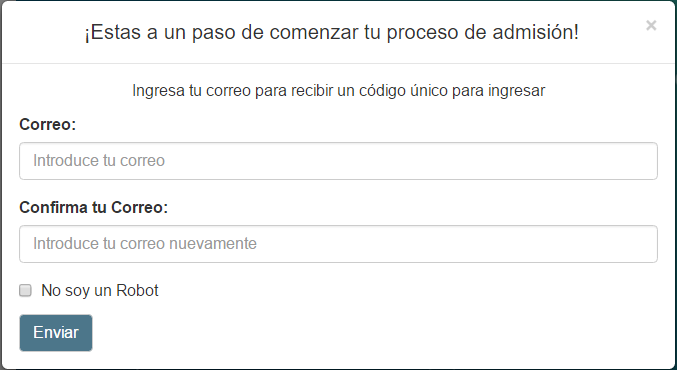 ¡Estas a un paso de comenzar tu proceso de admisión!
×
Ingresa tu correo para recibir un código único para ingresar
Correo:
Introduce tu correo
Confirma tu Correo:
Introduce tu correo nuevamente
No soy un Robot
Enviar